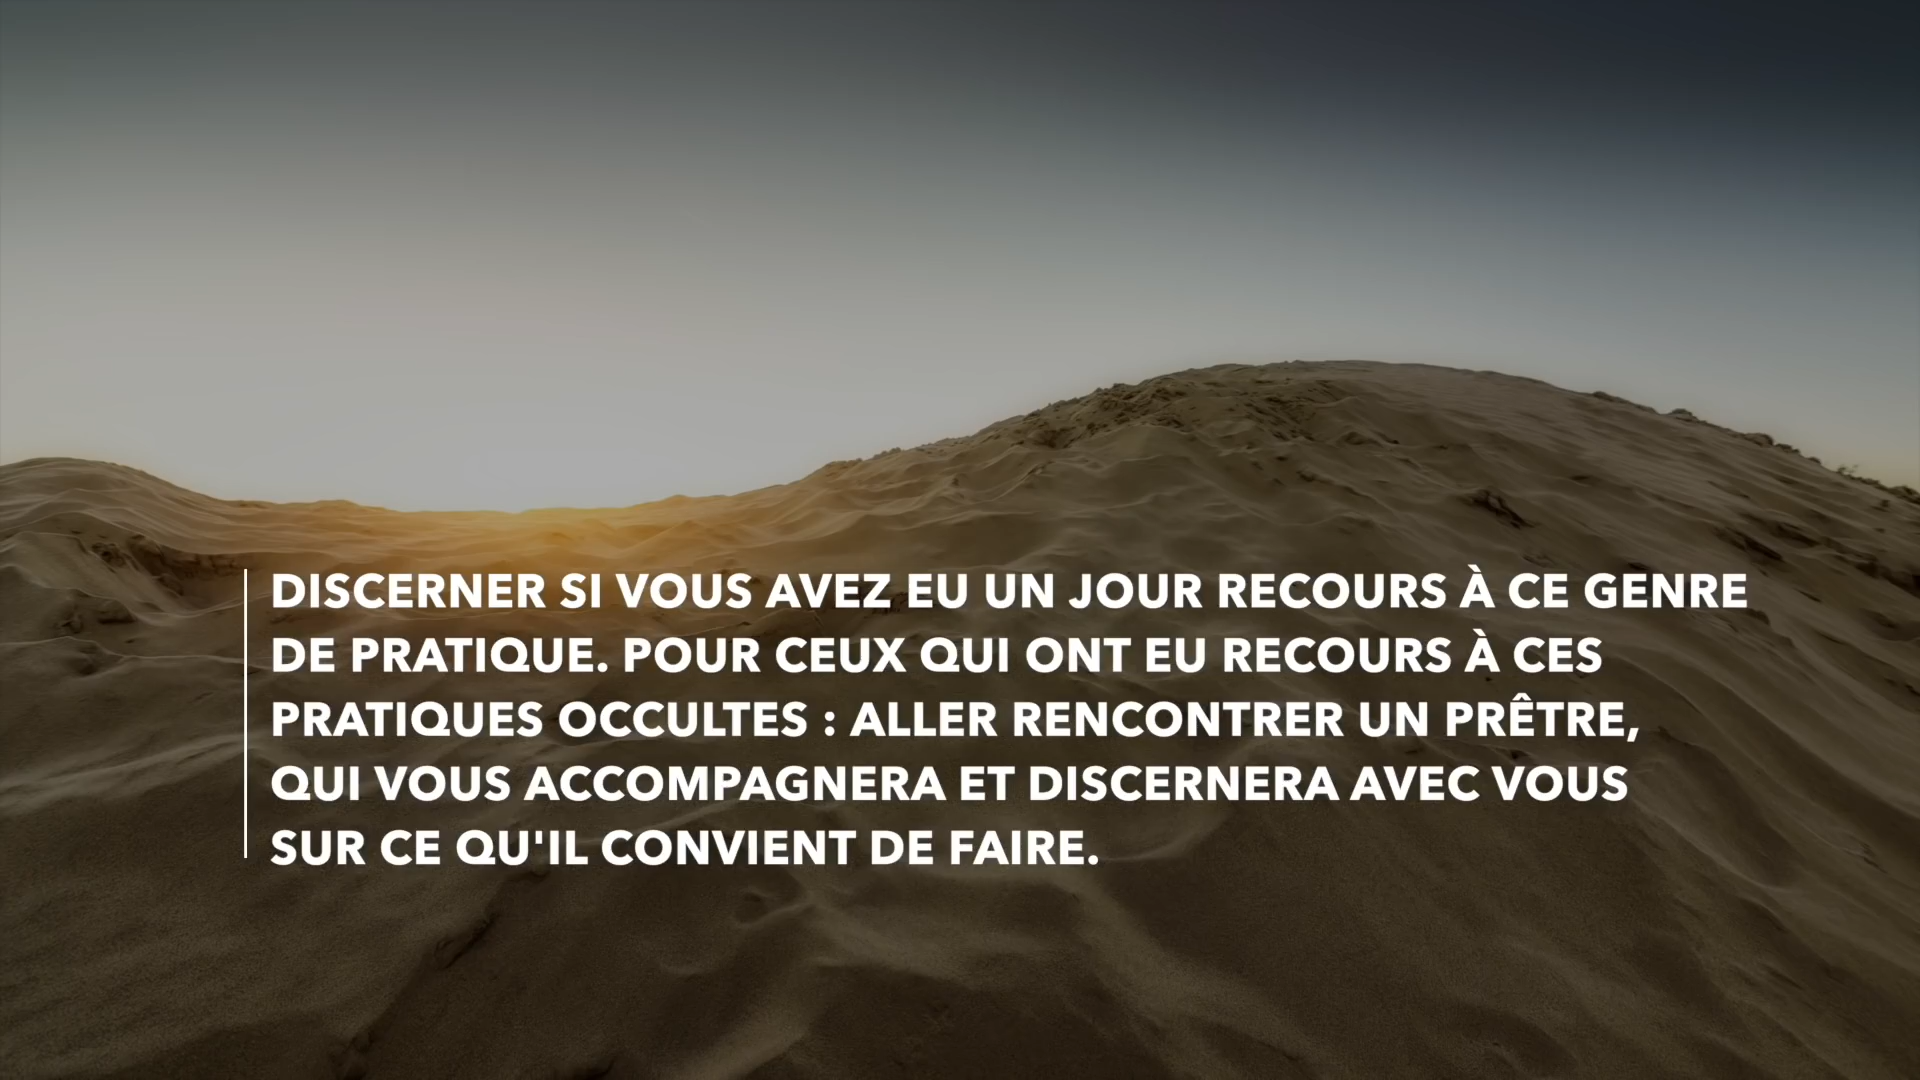 DISCERNER SI VOUS AVEZ EU UN JOUR RECOURS À CE GENRE
DE PRATIQUE. POUR CEUX QUI ONT EU RECOURS À CES
PRATIQUES OCCULTES : ALLER RENCONTRER UN PRÊTRE,
QUI VOUS ACCOMPAGNERA ET DISCERNERA AVEC VOUS
SUR CE QU'IL CONVIENT DE FAIRE.